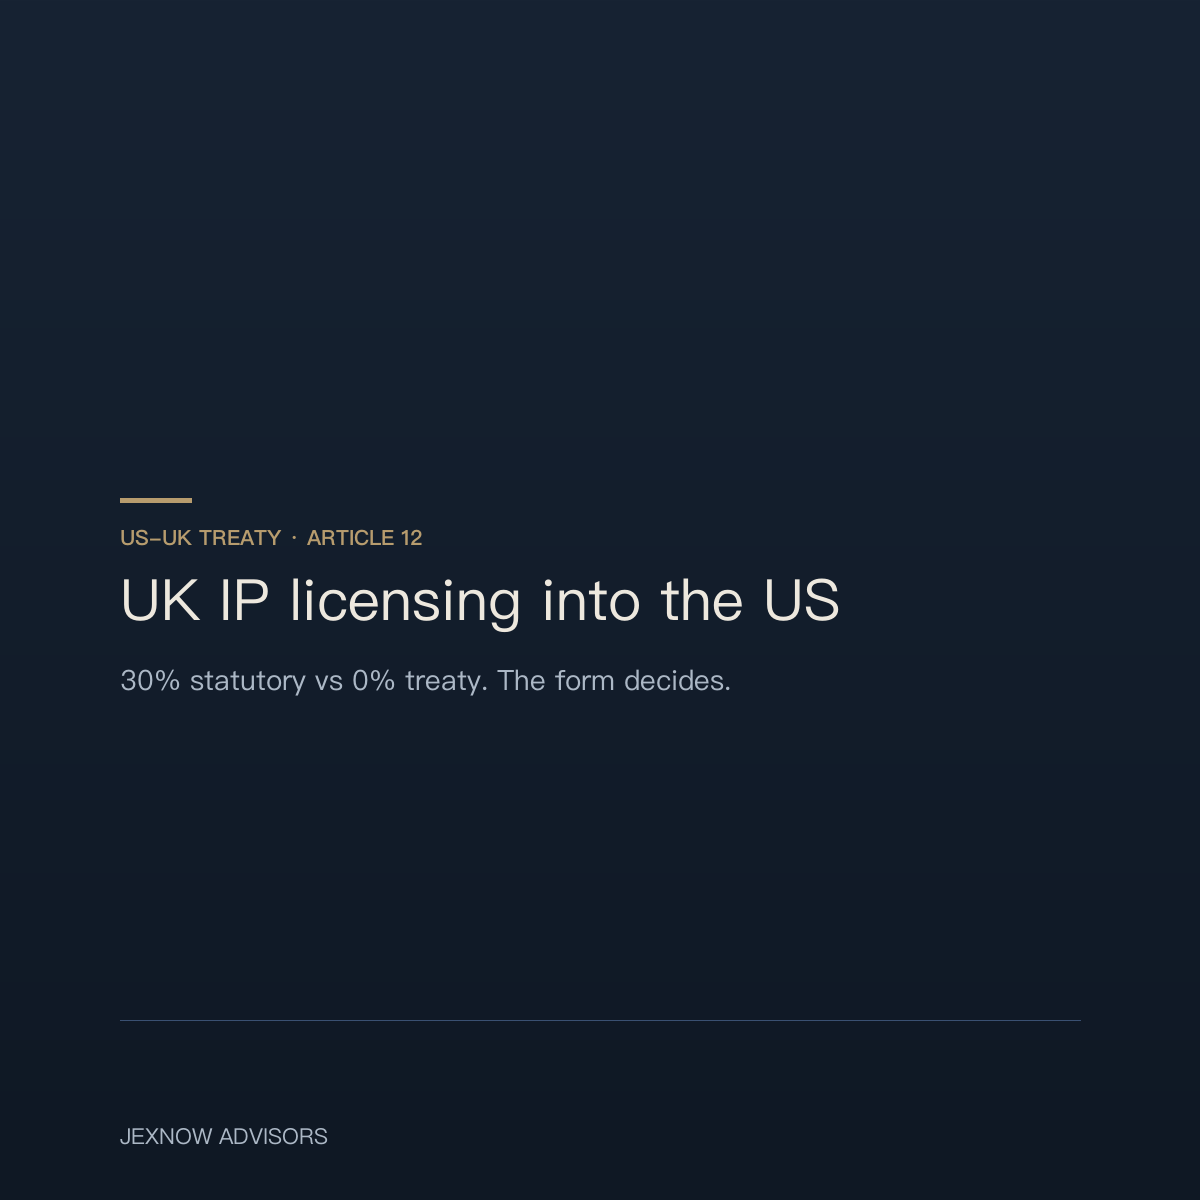 US–UK TREATY · ARTICLE 12
UK IP licensing into the US
30% statutory vs 0% treaty. The form decides.
JEXNOW ADVISORS